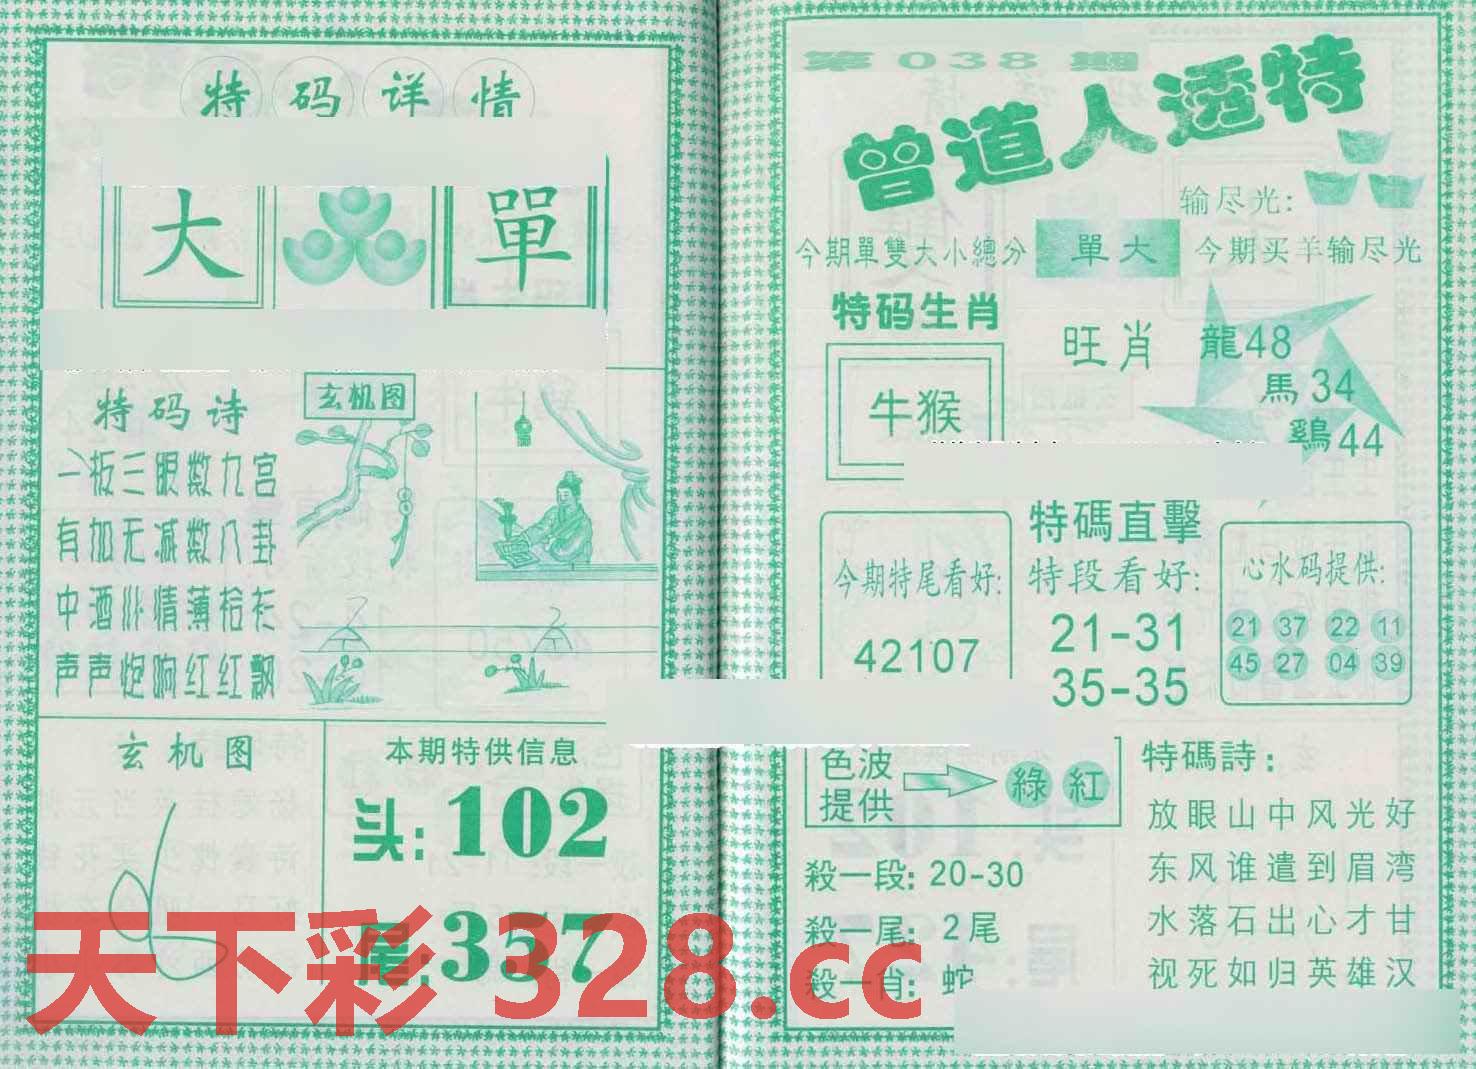 特码详情
大 單
特码诗
一板三眼数九宫
有加无减数八卦
中酒心情薄拾衫
声声炮响红红飘
玄机图
玄机图
本期特供信息
头:102
尾:357
第038期
曾道人透特
输尽光:
今期單雙大小總分 單大 今期买羊输尽光
特码生肖
牛猴
旺肖
龍48
馬34
鷄44
特碼直擊
今期特尾看好:
42107
特段看好:
21-31
35-35
心水码提供:
21 37 22 11
45 27 04 39
色波
提供
綠 紅
特碼詩:
放眼山中风光好
东风谁遣到眉湾
水落石出心才甘
视死如归英雄汉
殺一段: 20-30
殺一尾: 2尾
殺一肖: 蛇
天下彩 328.cc